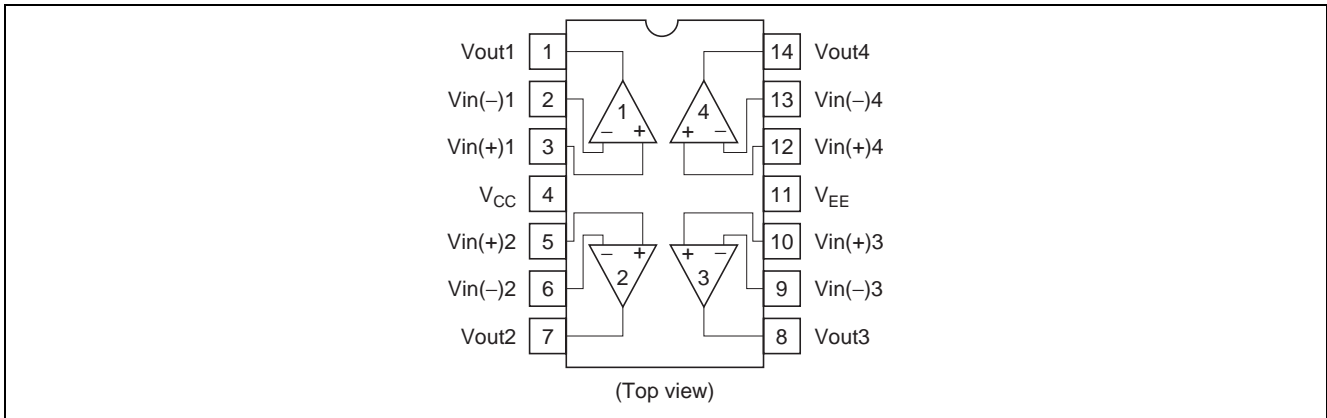 Vout1 1 14 Vout4
Vin(−)1 2 13 Vin(−)4
1 4
− + + −
Vin(+)1 3 12 Vin(+)4
VCC 4 11 VEE
Vin(+)2 5 10 Vin(+)3
− + + −
2 3
Vin(−)2 6 9 Vin(−)3
Vout2 7 8 Vout3
(Top view)